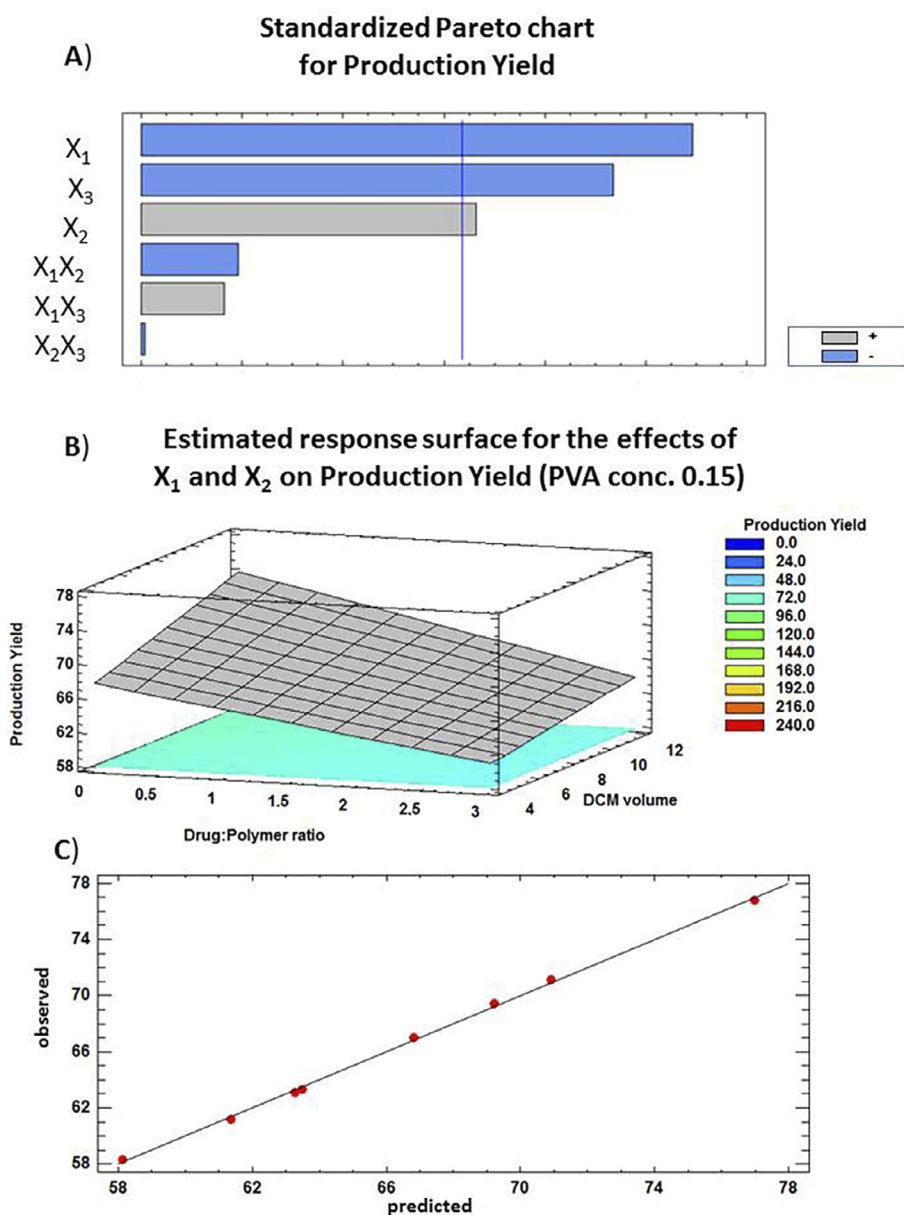 A)
Standardized Pareto chart
for Production Yield
X₁
X₃
X₂
X₁X₂
X₁X₃
X₂X₃
+
-
B)
Estimated response surface for the effects of
X₁ and X₂ on Production Yield (PVA conc. 0.15)
Production Yield
78
74
70
66
62
58
0
0.5
1
1.5
2
2.5
3
Drug:Polymer ratio
4
6
8
10
12
DCM volume
Production Yield
0.0
24.0
48.0
72.0
96.0
120.0
144.0
168.0
192.0
216.0
240.0
C)
observed
78
74
70
66
62
58
58
62
66
70
74
78
predicted